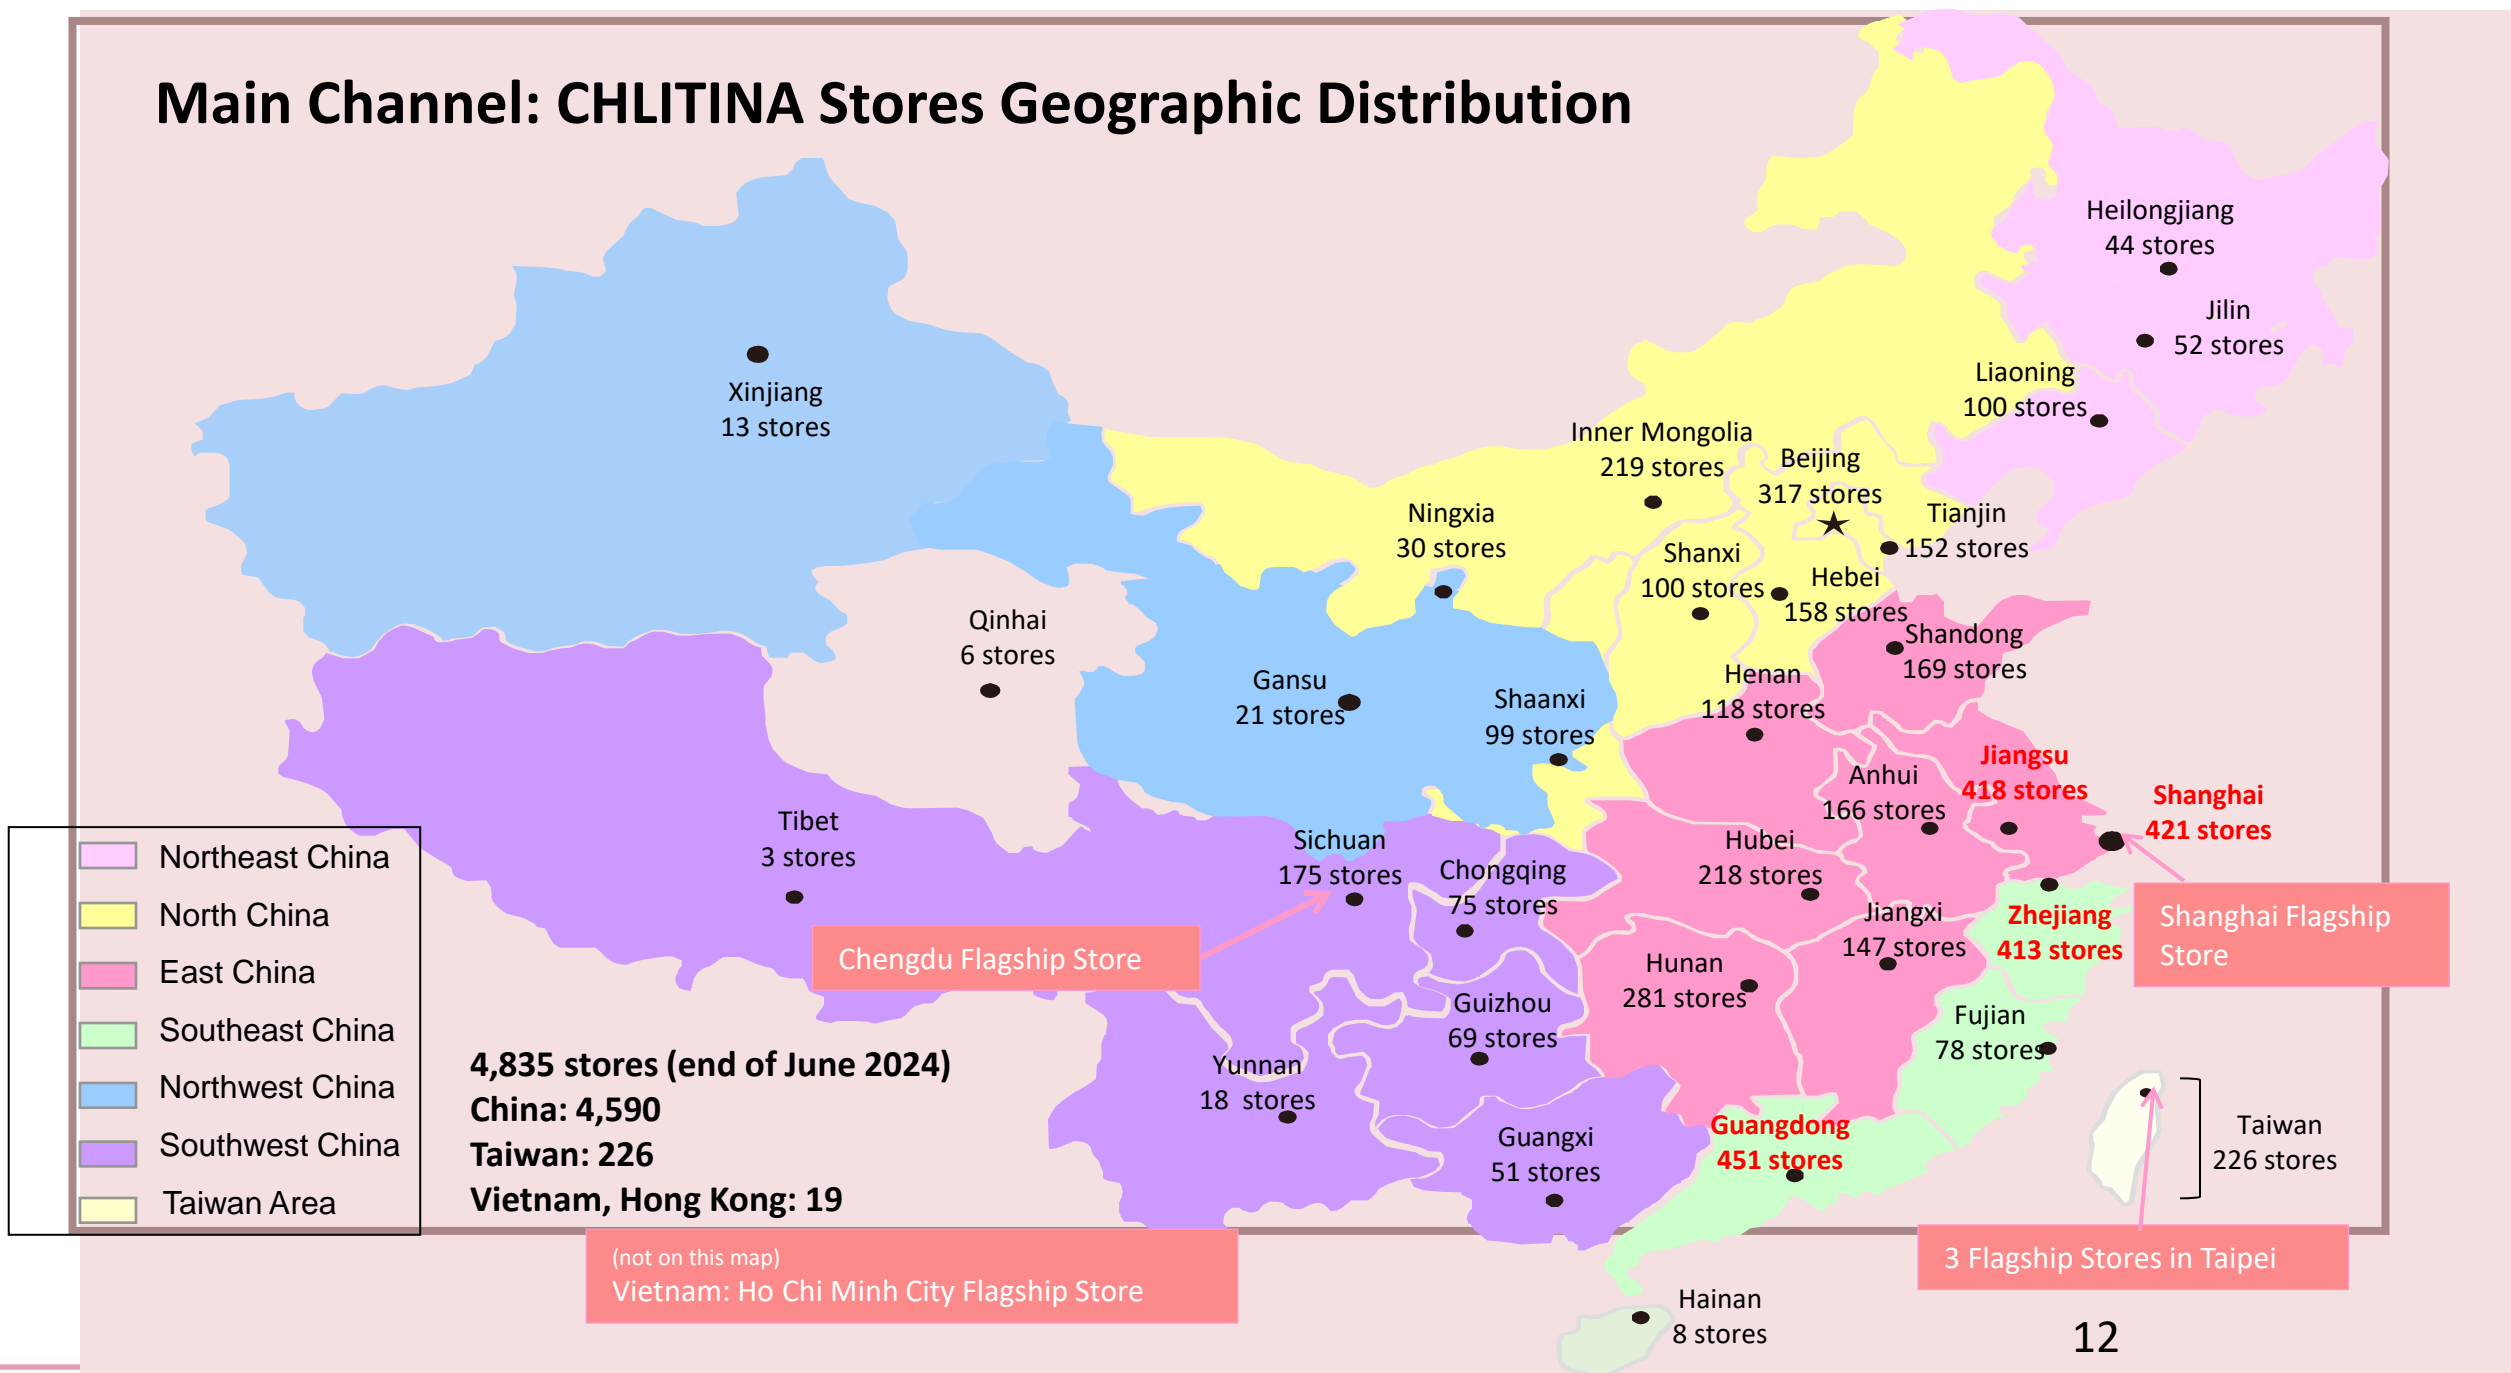 Main Channel: CHLITINA Stores Geographic Distribution
Heilongjiang
44 stores
Jilin
52 stores
Liaoning
100 stores
Xinjiang
13 stores
Inner Mongolia
219 stores
Beijing
317 stores
Ningxia
30 stores
Tianjin
152 stores
Shanxi
100 stores
Hebei
158 stores
Qinhai
6 stores
Shandong
169 stores
Gansu
21 stores
Shaanxi
99 stores
Henan
118 stores
Jiangsu
418 stores
Anhui
166 stores
Shanghai
421 stores
Tibet
3 stores
Sichuan
175 stores
Chongqing
75 stores
Hubei
218 stores
Jiangxi
147 stores
Zhejiang
413 stores
Shanghai Flagship
Store
Chengdu Flagship Store
Hunan
281 stores
Guizhou
69 stores
Fujian
78 stores
Yunnan
18 stores
Guangxi
51 stores
Guangdong
451 stores
Taiwan
226 stores
Northeast China
North China
East China
Southeast China
Northwest China
Southwest China
Taiwan Area
4,835 stores (end of June 2024)
China: 4,590
Taiwan: 226
Vietnam, Hong Kong: 19
(not on this map)
Vietnam: Ho Chi Minh City Flagship Store
3 Flagship Stores in Taipei
Hainan
8 stores
12